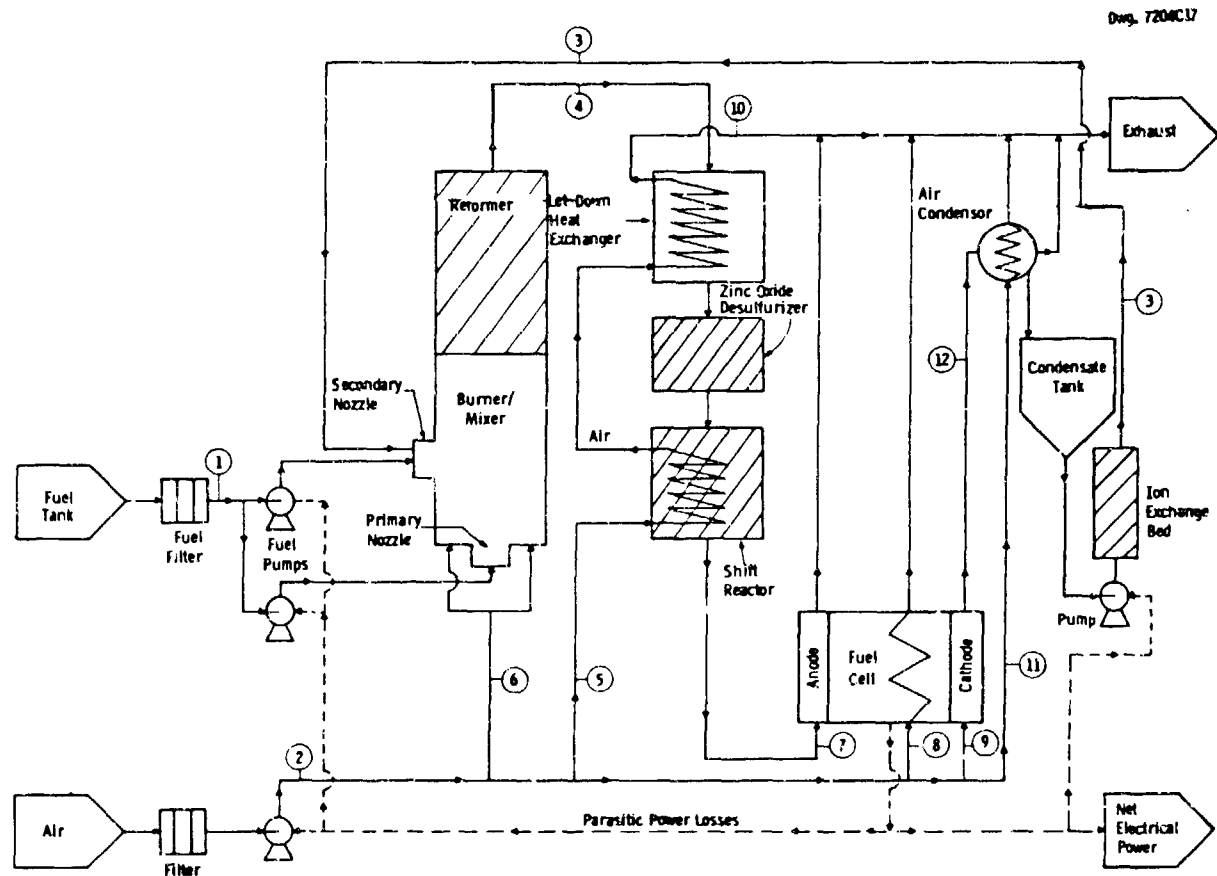 Dwg. 7204C37
3
4
10
Exhaust
Reformer
Let-Down
Heat
Exchanger
Air
Condensor
Zinc Oxide
Desulfurizer
3
12
Condensate
Tank
Secondary
Nozzle
Burner/
Mixer
Air
1
Fuel
Tank
Fuel
Filter
Fuel
Pumps
Primary
Nozzle
Shift
Reactor
Ion
Exchange
Bed
Pump
Anode
Fuel
Cell
Cathode
11
6
5
7
8
9
2
Air
Filter
Parasitic Power Losses
Net
Electrical
Power